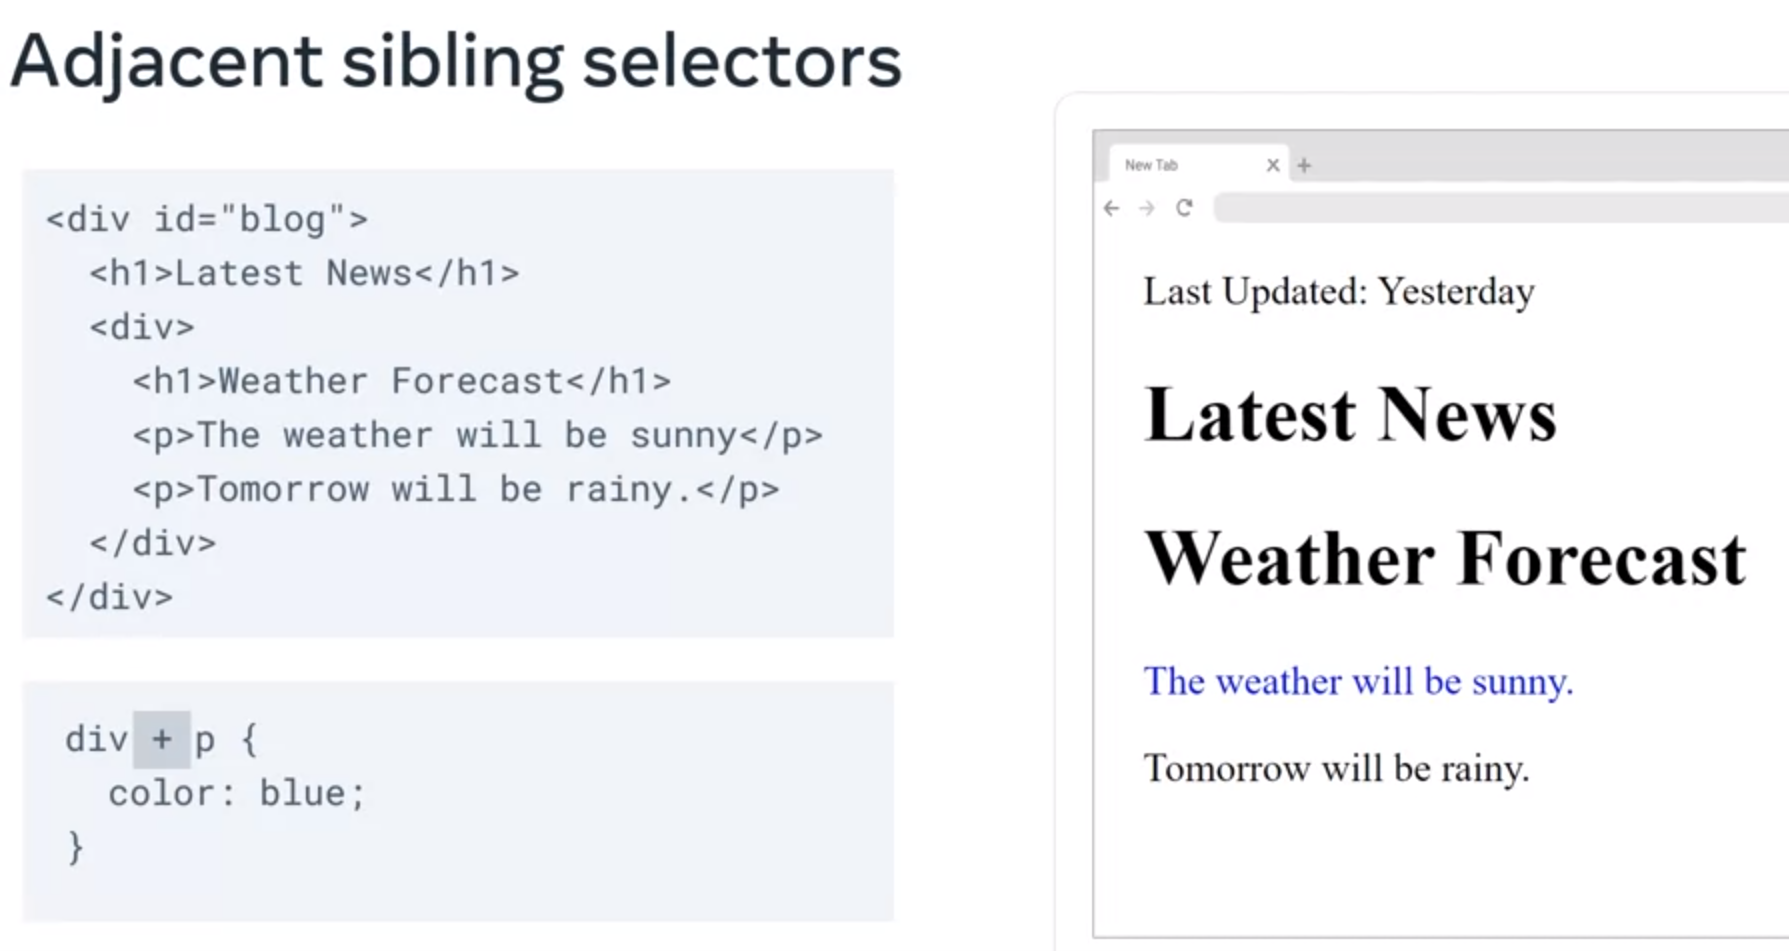 Adjacent sibling selectors
<div id="blog">
  <h1>Latest News</h1>
  <div>
    <h1>Weather Forecast</h1>
    <p>The weather will be sunny</p>
    <p>Tomorrow will be rainy.</p>
  </div>
</div>
div + p {
  color: blue;
}
New Tab
Last Updated: Yesterday
Latest News
Weather Forecast
The weather will be sunny.
Tomorrow will be rainy.